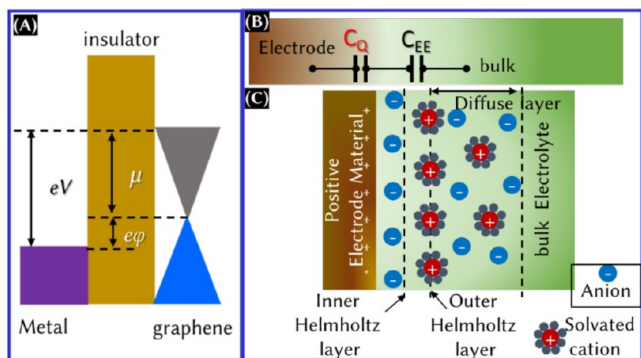 (A)
insulator
eV
μ
eφ
Metal
graphene
(B)
Electrode
C_Q
C_EE
bulk
(C)
Diffuse layer
Positive
Electrode Material
+
+
+
+
+
bulk Electrolyte
Inner
Helmholtz
layer
Outer
Helmholtz
layer
Anion
Solvated
cation